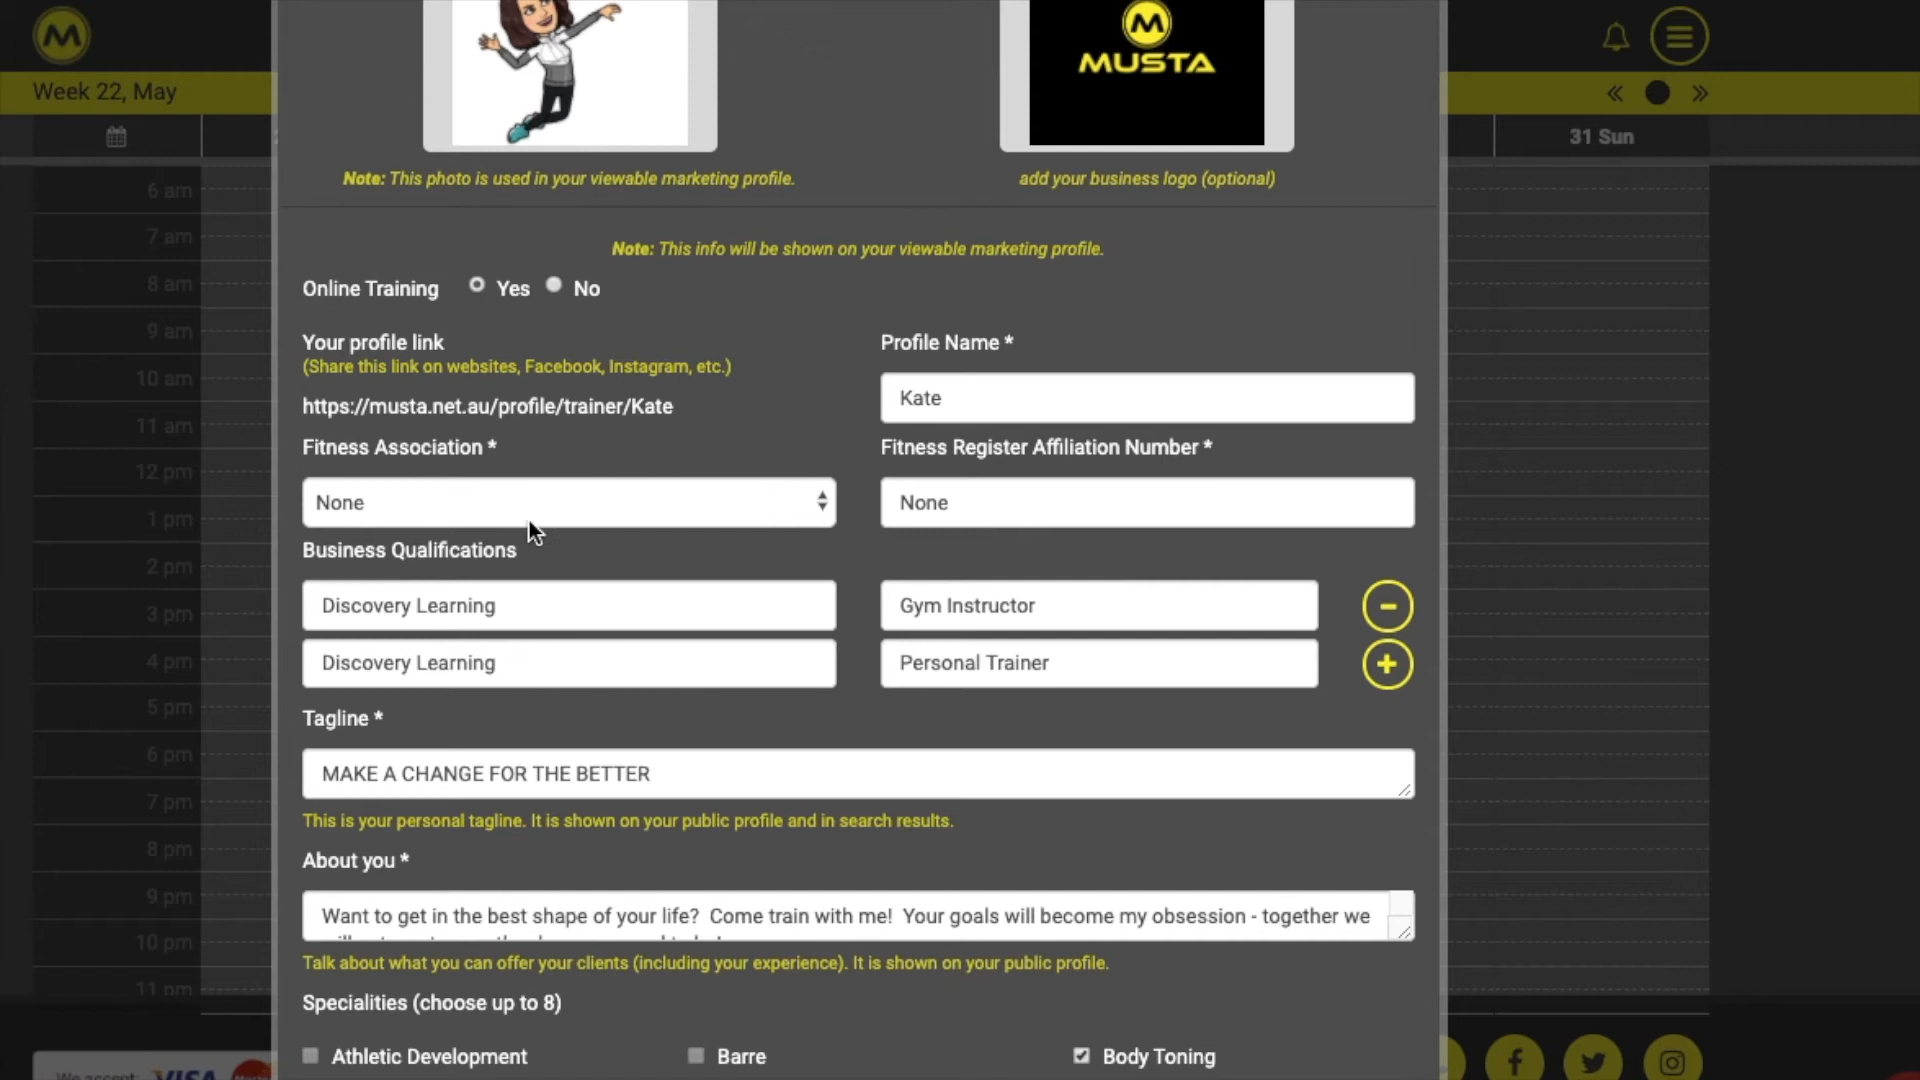 M
Week 22, May
M
MUSTA
31 Sun
Note: This photo is used in your viewable marketing profile.
add your business logo (optional)
Note: This info will be shown on your viewable marketing profile.
Online Training Yes No
Your profile link
(Share this link on websites, Facebook, Instagram, etc.)
https://musta.net.au/profile/trainer/Kate
Profile Name *
Kate
Fitness Association *
None
Fitness Register Affiliation Number *
None
Business Qualifications
Discovery Learning
Gym Instructor
Discovery Learning
Personal Trainer
Tagline *
MAKE A CHANGE FOR THE BETTER
This is your personal tagline. It is shown on your public profile and in search results.
About you *
Want to get in the best shape of your life? Come train with me! Your goals will become my obsession - together we
Talk about what you can offer your clients (including your experience). It is shown on your public profile.
Specialities (choose up to 8)
Athletic Development
Barre
Body Toning
6 am
7 am
8 am
9 am
10 am
11 am
12 pm
1 pm
2 pm
3 pm
4 pm
5 pm
6 pm
7 pm
8 pm
9 pm
10 pm
11 pm
We accept: VISA